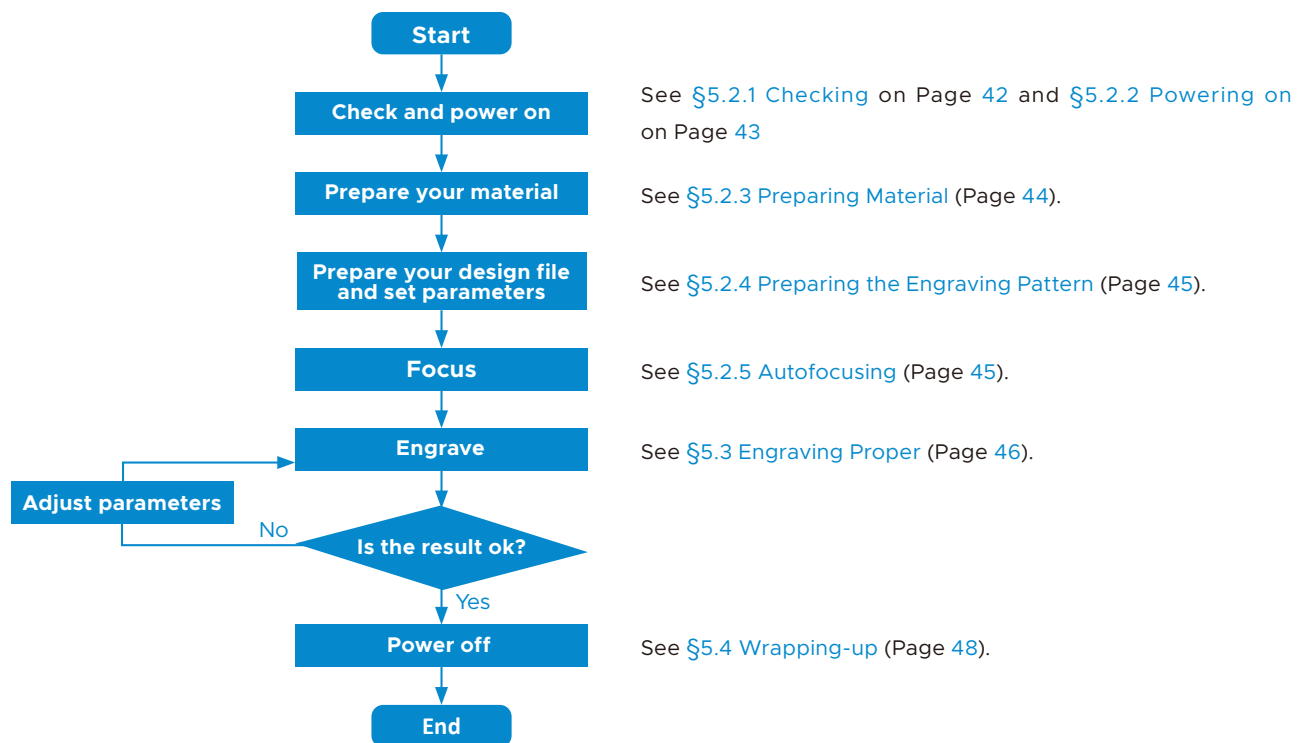 Start
Check and power on
See §5.2.1 Checking on Page 42 and §5.2.2 Powering on
on Page 43
Prepare your material
See §5.2.3 Preparing Material (Page 44).
Prepare your design file
and set parameters
See §5.2.4 Preparing the Engraving Pattern (Page 45).
Focus
See §5.2.5 Autofocusing (Page 45).
Engrave
See §5.3 Engraving Proper (Page 46).
Adjust parameters
No
Is the result ok?
Yes
Power off
See §5.4 Wrapping-up (Page 48).
End